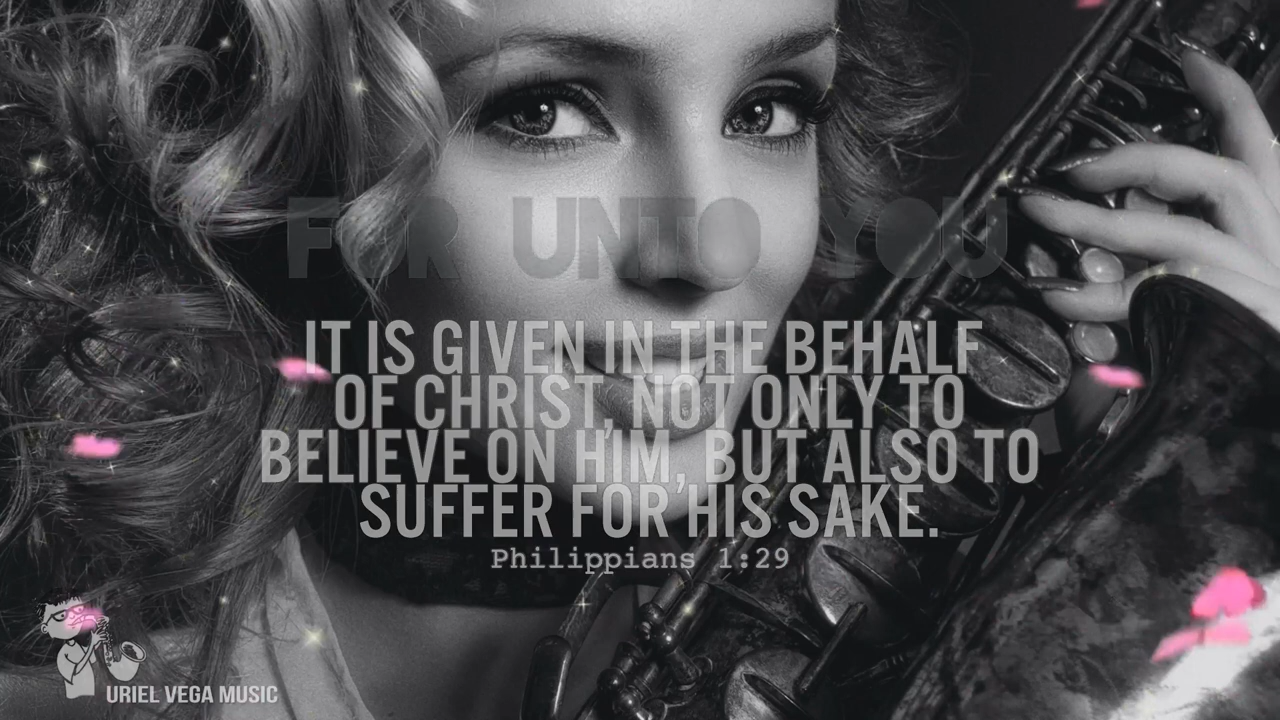 FOR UNTO YOU
IT IS GIVEN IN THE BEHALF
OF CHRIST, NOT ONLY TO
BELIEVE ON HIM, BUT ALSO TO
SUFFER FOR HIS SAKE.
Philippians 1:29
URIEL VEGA MUSIC